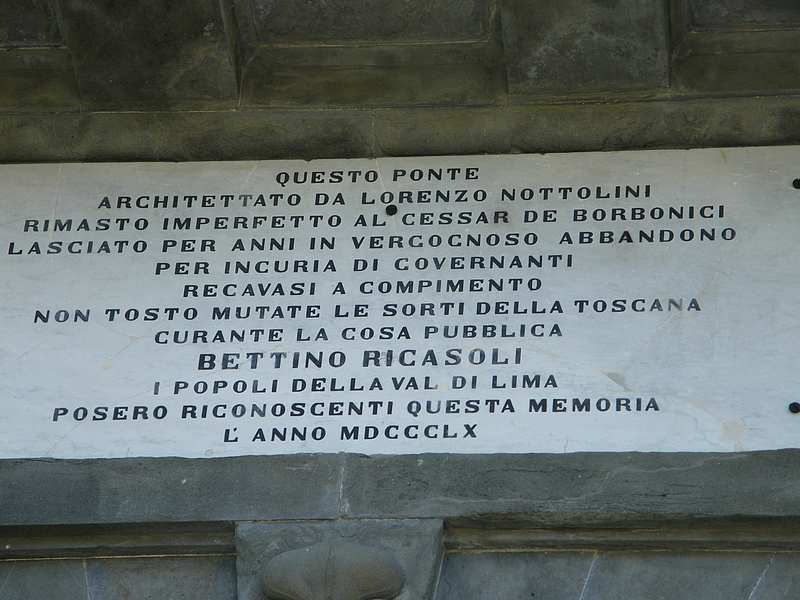 QUESTO PONTE
ARCHITETTATO DA LORENZO NOTTOLINI
RIMASTO IMPERFETTO AL CESSAR DE BORBONICI
LASCIATO PER ANNI IN VERGOGNOSO ABBANDONO
PER INCURIA DI GOVERNANTI
RECAVASI A COMPIMENTO
NON TOSTO MUTATE LE SORTI DELLA TOSCANA
CURANTE LA COSA PUBBLICA
BETTINO RICASOLI
I POPOLI DELLA VAL DI LIMA
POSERO RICONOSCENTI QUESTA MEMORIA
L' ANNO MDCCCLX